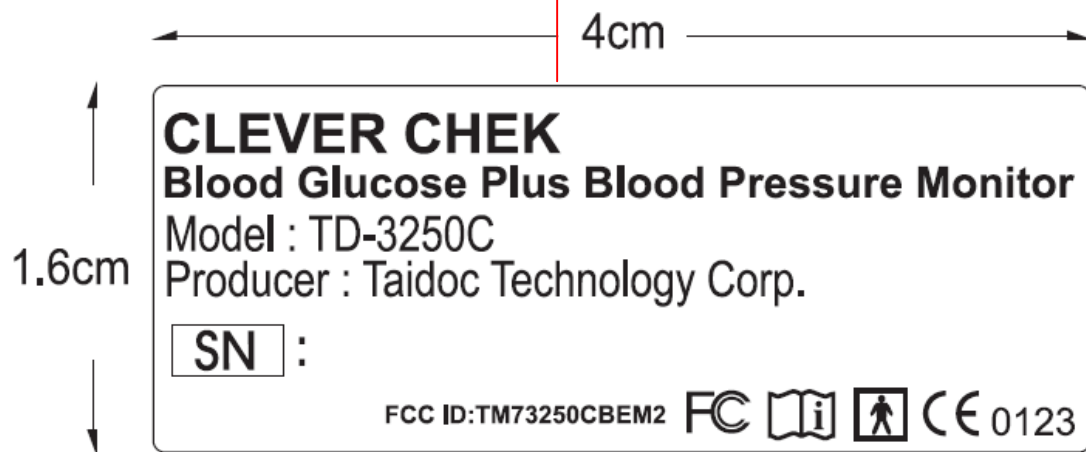 4cm
1.6cm
CLEVER CHEK
Blood Glucose Plus Blood Pressure Monitor
Model : TD-3250C
Producer : Taidoc Technology Corp.
SN :
FCC ID:TM73250CBEM2 FC i CE 0123